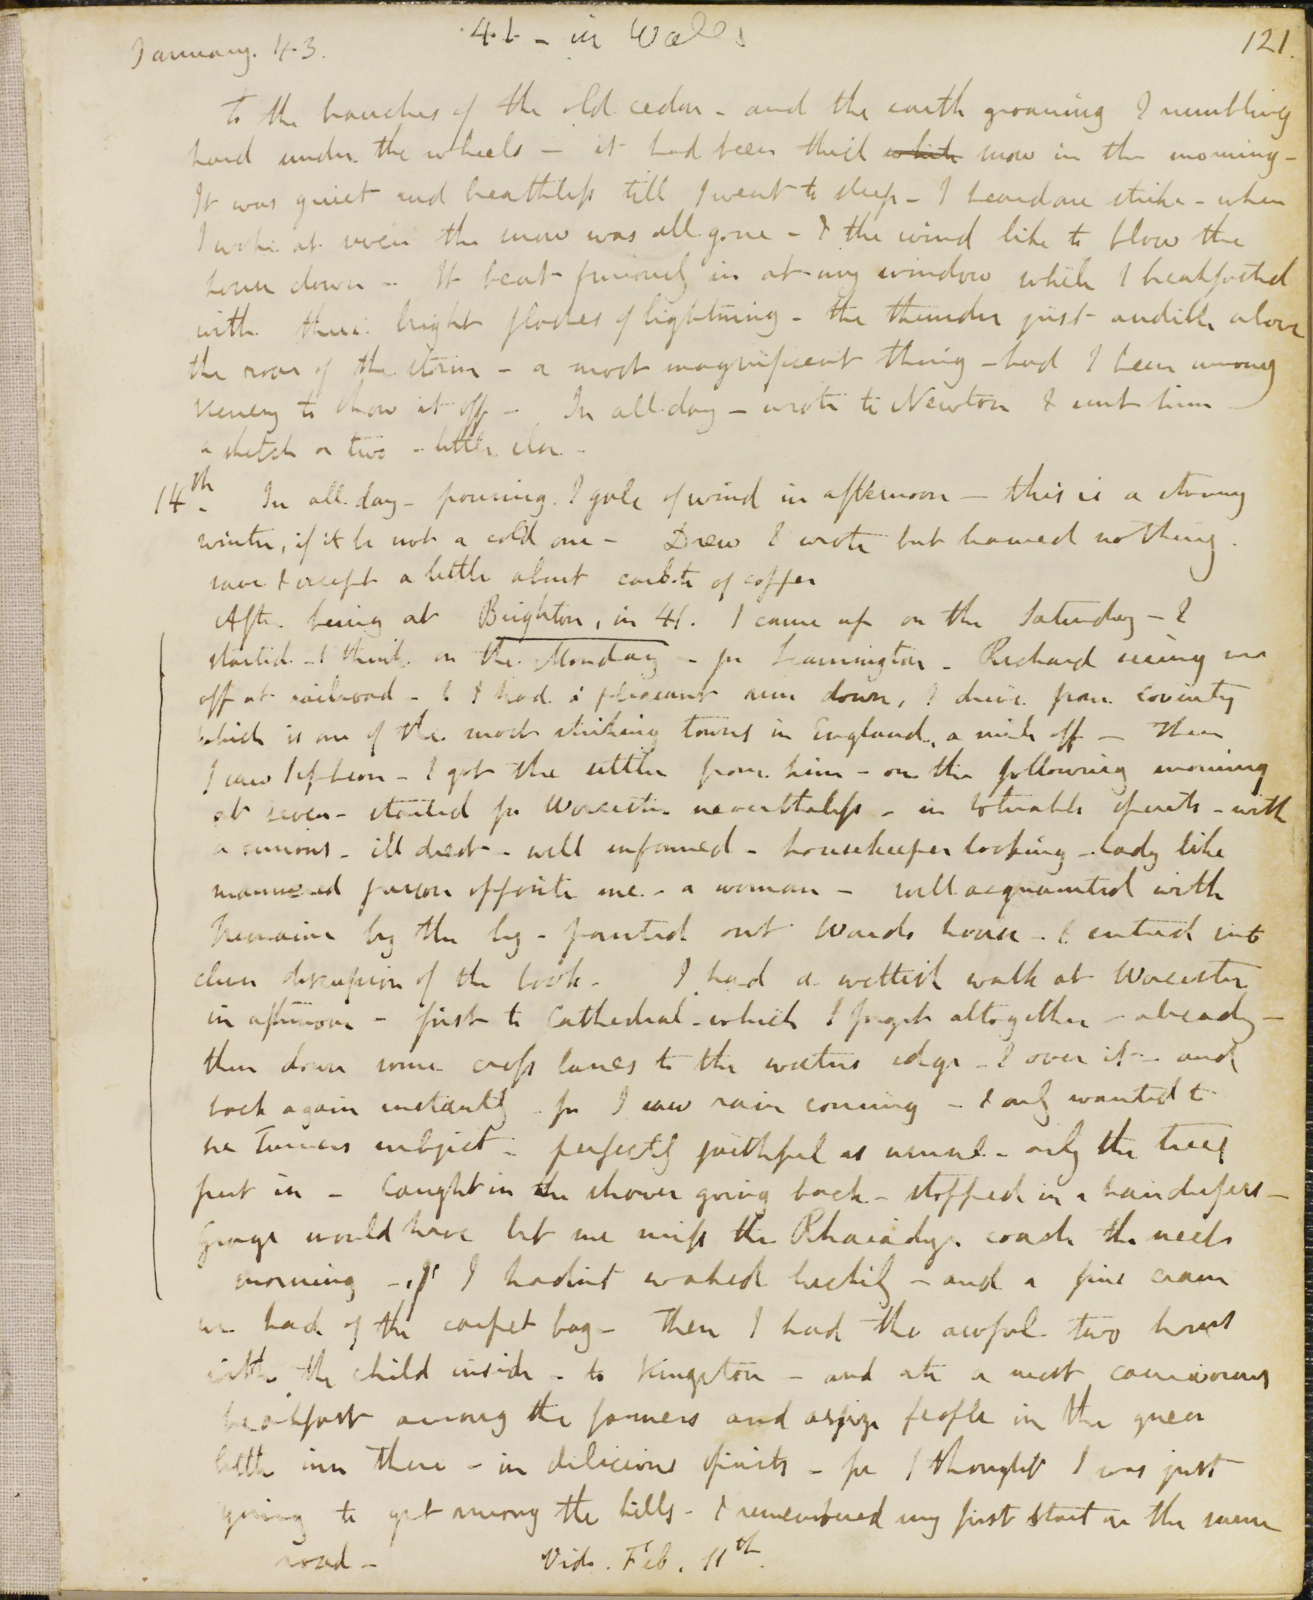 January. 43.
41 - in Wales
121.
to the branches of the old cedar - and the earth groaning & rumbling
hard under the wheels - it had been thick white snow in the morning -
It was quiet and breathless till I went to sleep - I heard one strike - when
I woke at seven the snow was all gone - & the wind like to blow the
house down - It beat furiously in at my window while I breakfasted
with three bright flashes of lightning - the thunder just audible above
the roar of the storm - a most magnificent thing - had I been among
scenery to show it off - In all day - wrote to Newton & sent him
a sketch or two - little else -
14th. In all day - pouring & gale of wind in afternoon - this is a strong
winter, if it be not a cold one - Drew & wrote but learned nothing.
save & except a little about carb.te of copper
After being at Brighton, in 41. I came up on the Saturday - &
started - I think on the Monday - for Leamington - Richard seeing me
off at railroad - & I had a pleasant run down, & drive from Coventry
which is one of the most striking towns in England, a mile off - Then
I saw Jephson - I got the settler from him - on the following morning
at seven - started for Worcester nevertheless - in tolerable spirits - with
a curious - ill drest - well informed - housekeeper looking - lady like
mannered person opposite me - a woman - well acquainted with
Tremaine by the by - pointed out Wards house - & entered into
close discussion of the book - I had a wettish walk at Worcester
in afternoon - first to Cathedral - which I forget altogether - already -
then down some cross lanes to the waters edge - & over it - and
back again instantly for I saw rain coming - & only wanted to
see Turners subject - perfectly faithful as usual - only the trees
put in - Caught in the shower going back - stopped in a hairdressers -
George would have let me miss the Rhaiadyr coach the next
morning - if I hadn't waked luckily - and a fine cram
we had of the carpet bag - Then I had the awful two hours
with the child inside - to Kington - and ate a most carnivorous
breakfast among the farmers and assize people in the queer
little inn there - in delicious spirits - for I thought I was just
going to get among the hills - & remembered my first start on the same
road - Vide. Feb. 11th.